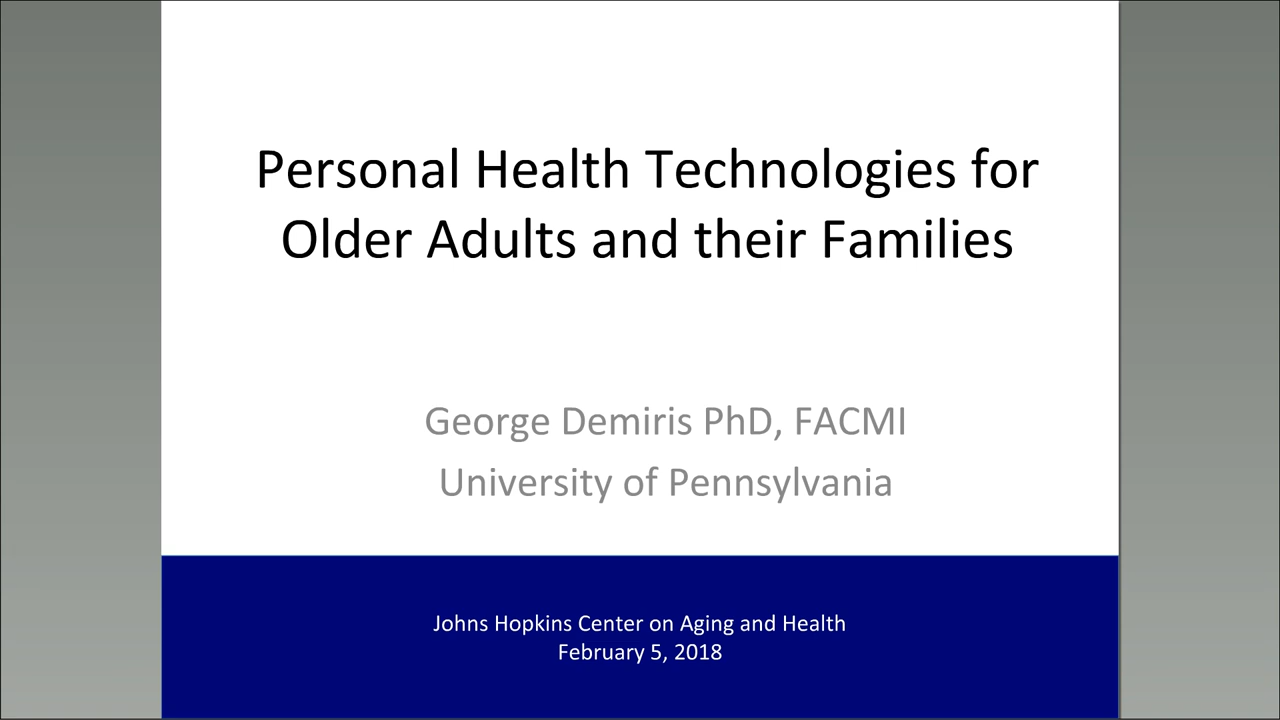 Personal Health Technologies for
Older Adults and their Families
George Demiris PhD, FACMI
University of Pennsylvania
Johns Hopkins Center on Aging and Health
February 5, 2018